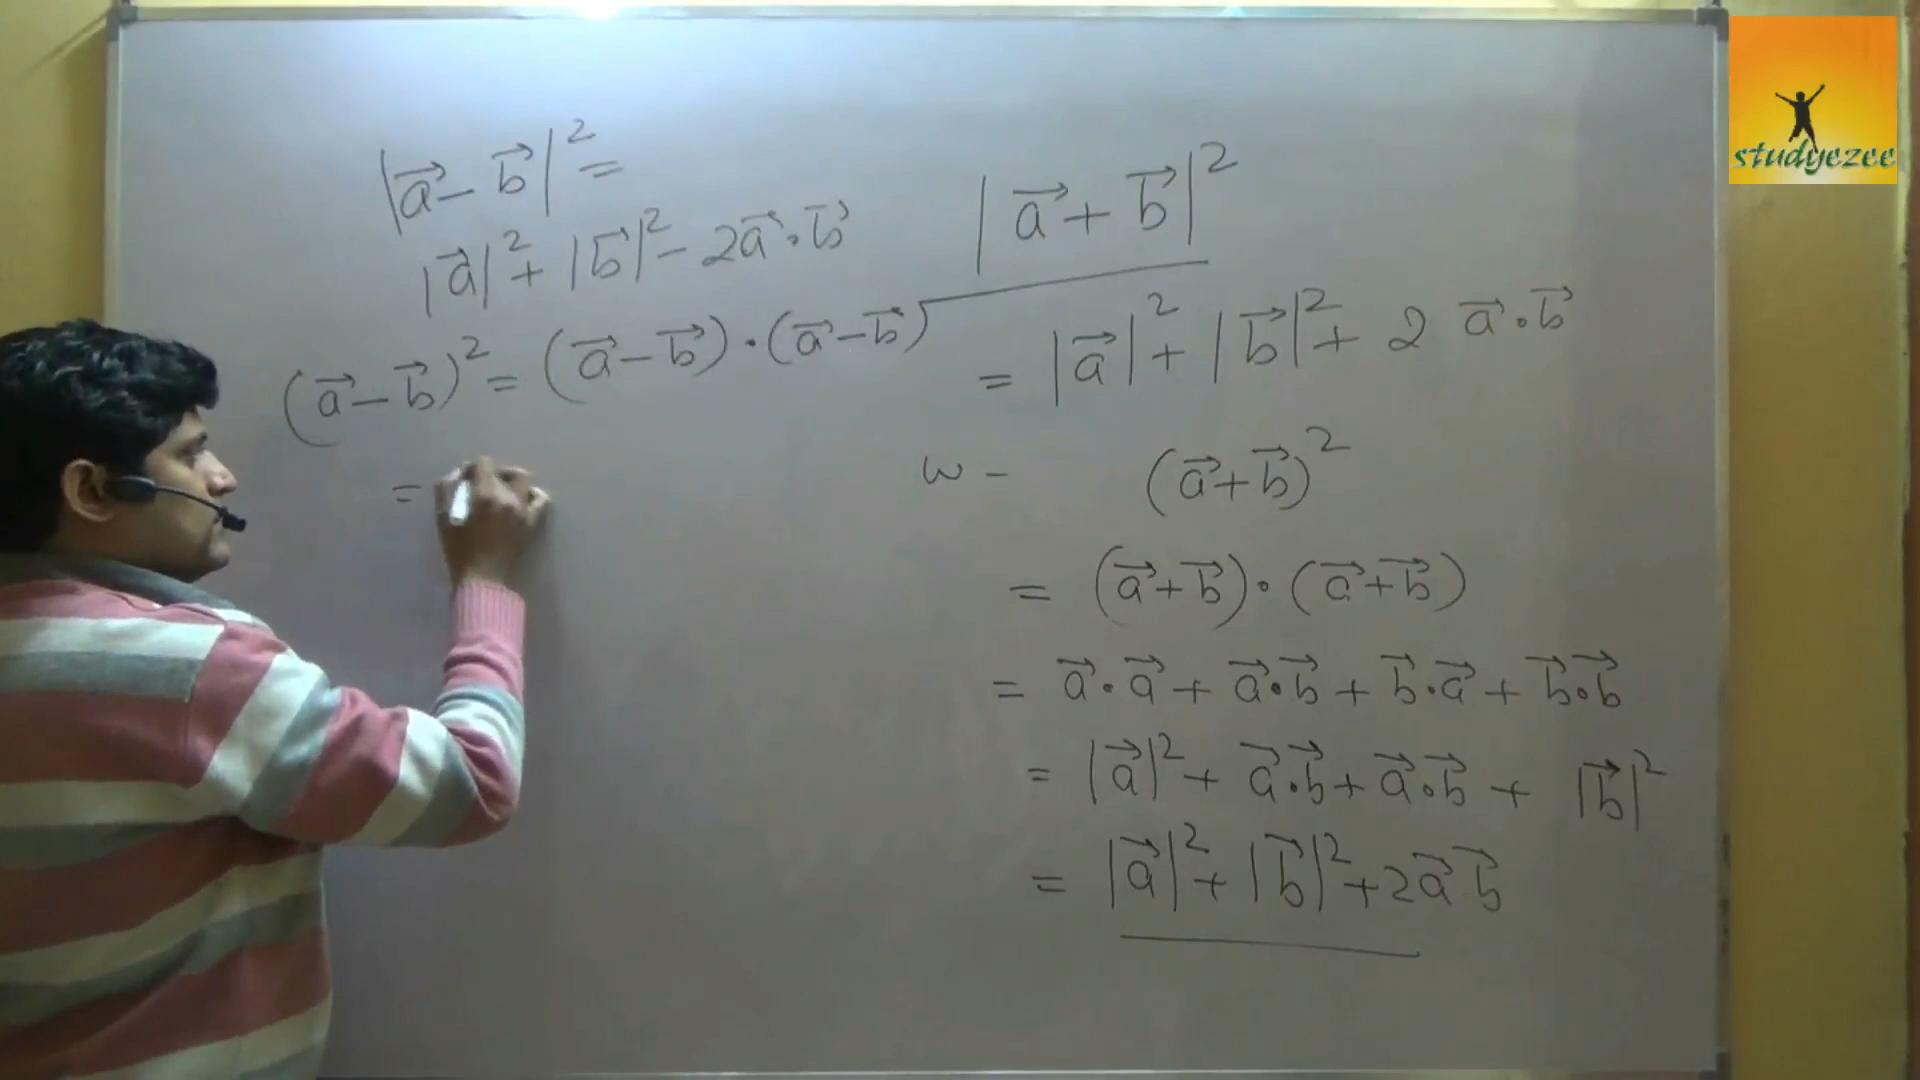 |a⃗ - b⃗|² =
|a⃗|² + |b⃗|² - 2a⃗·b⃗
(a⃗ - b⃗)² = (a⃗ - b⃗)·(a⃗ - b⃗)
=
|a⃗ + b⃗|²
= |a⃗|² + |b⃗|² + 2 a⃗·b⃗
w - (a⃗ + b⃗)²
= (a⃗ + b⃗)·(a⃗ + b⃗)
= a⃗·a⃗ + a⃗·b⃗ + b⃗·a⃗ + b⃗·b⃗
= |a⃗|² + a⃗·b⃗ + a⃗·b⃗ + |b⃗|²
= |a⃗|² + |b⃗|² + 2a⃗·b⃗
studyezee